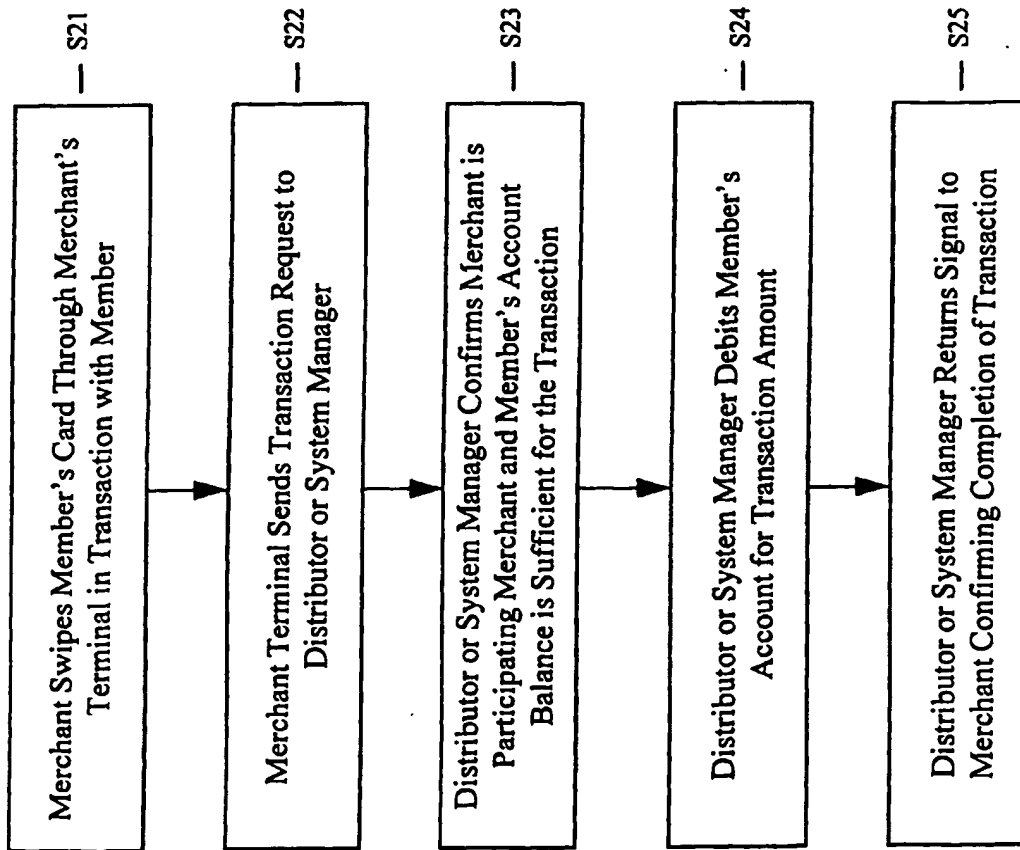 Merchant Swipes Member's Card Through Merchant's
Terminal in Transaction with Member
— S21
Merchant Terminal Sends Transaction Request to
Distributor or System Manager
— S22
Distributor or System Manager Confirms Merchant is
Participating Merchant and Member's Account
Balance is Sufficient for the Transaction
— S23
Distributor or System Manager Debits Member's
Account for Transaction Amount
— S24
Distributor or System Manager Returns Signal to
Merchant Confirming Completion of Transaction
— S25